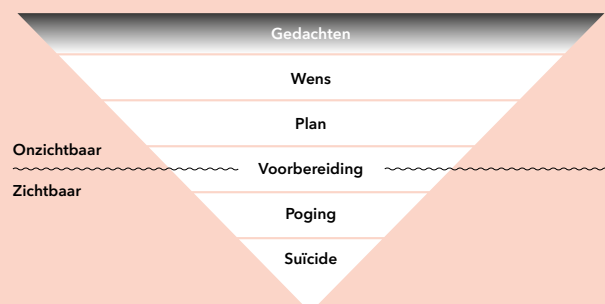 Gedachten
Wens
Plan
Onzichtbaar
Voorbereiding
Zichtbaar
Poging
Suïcide